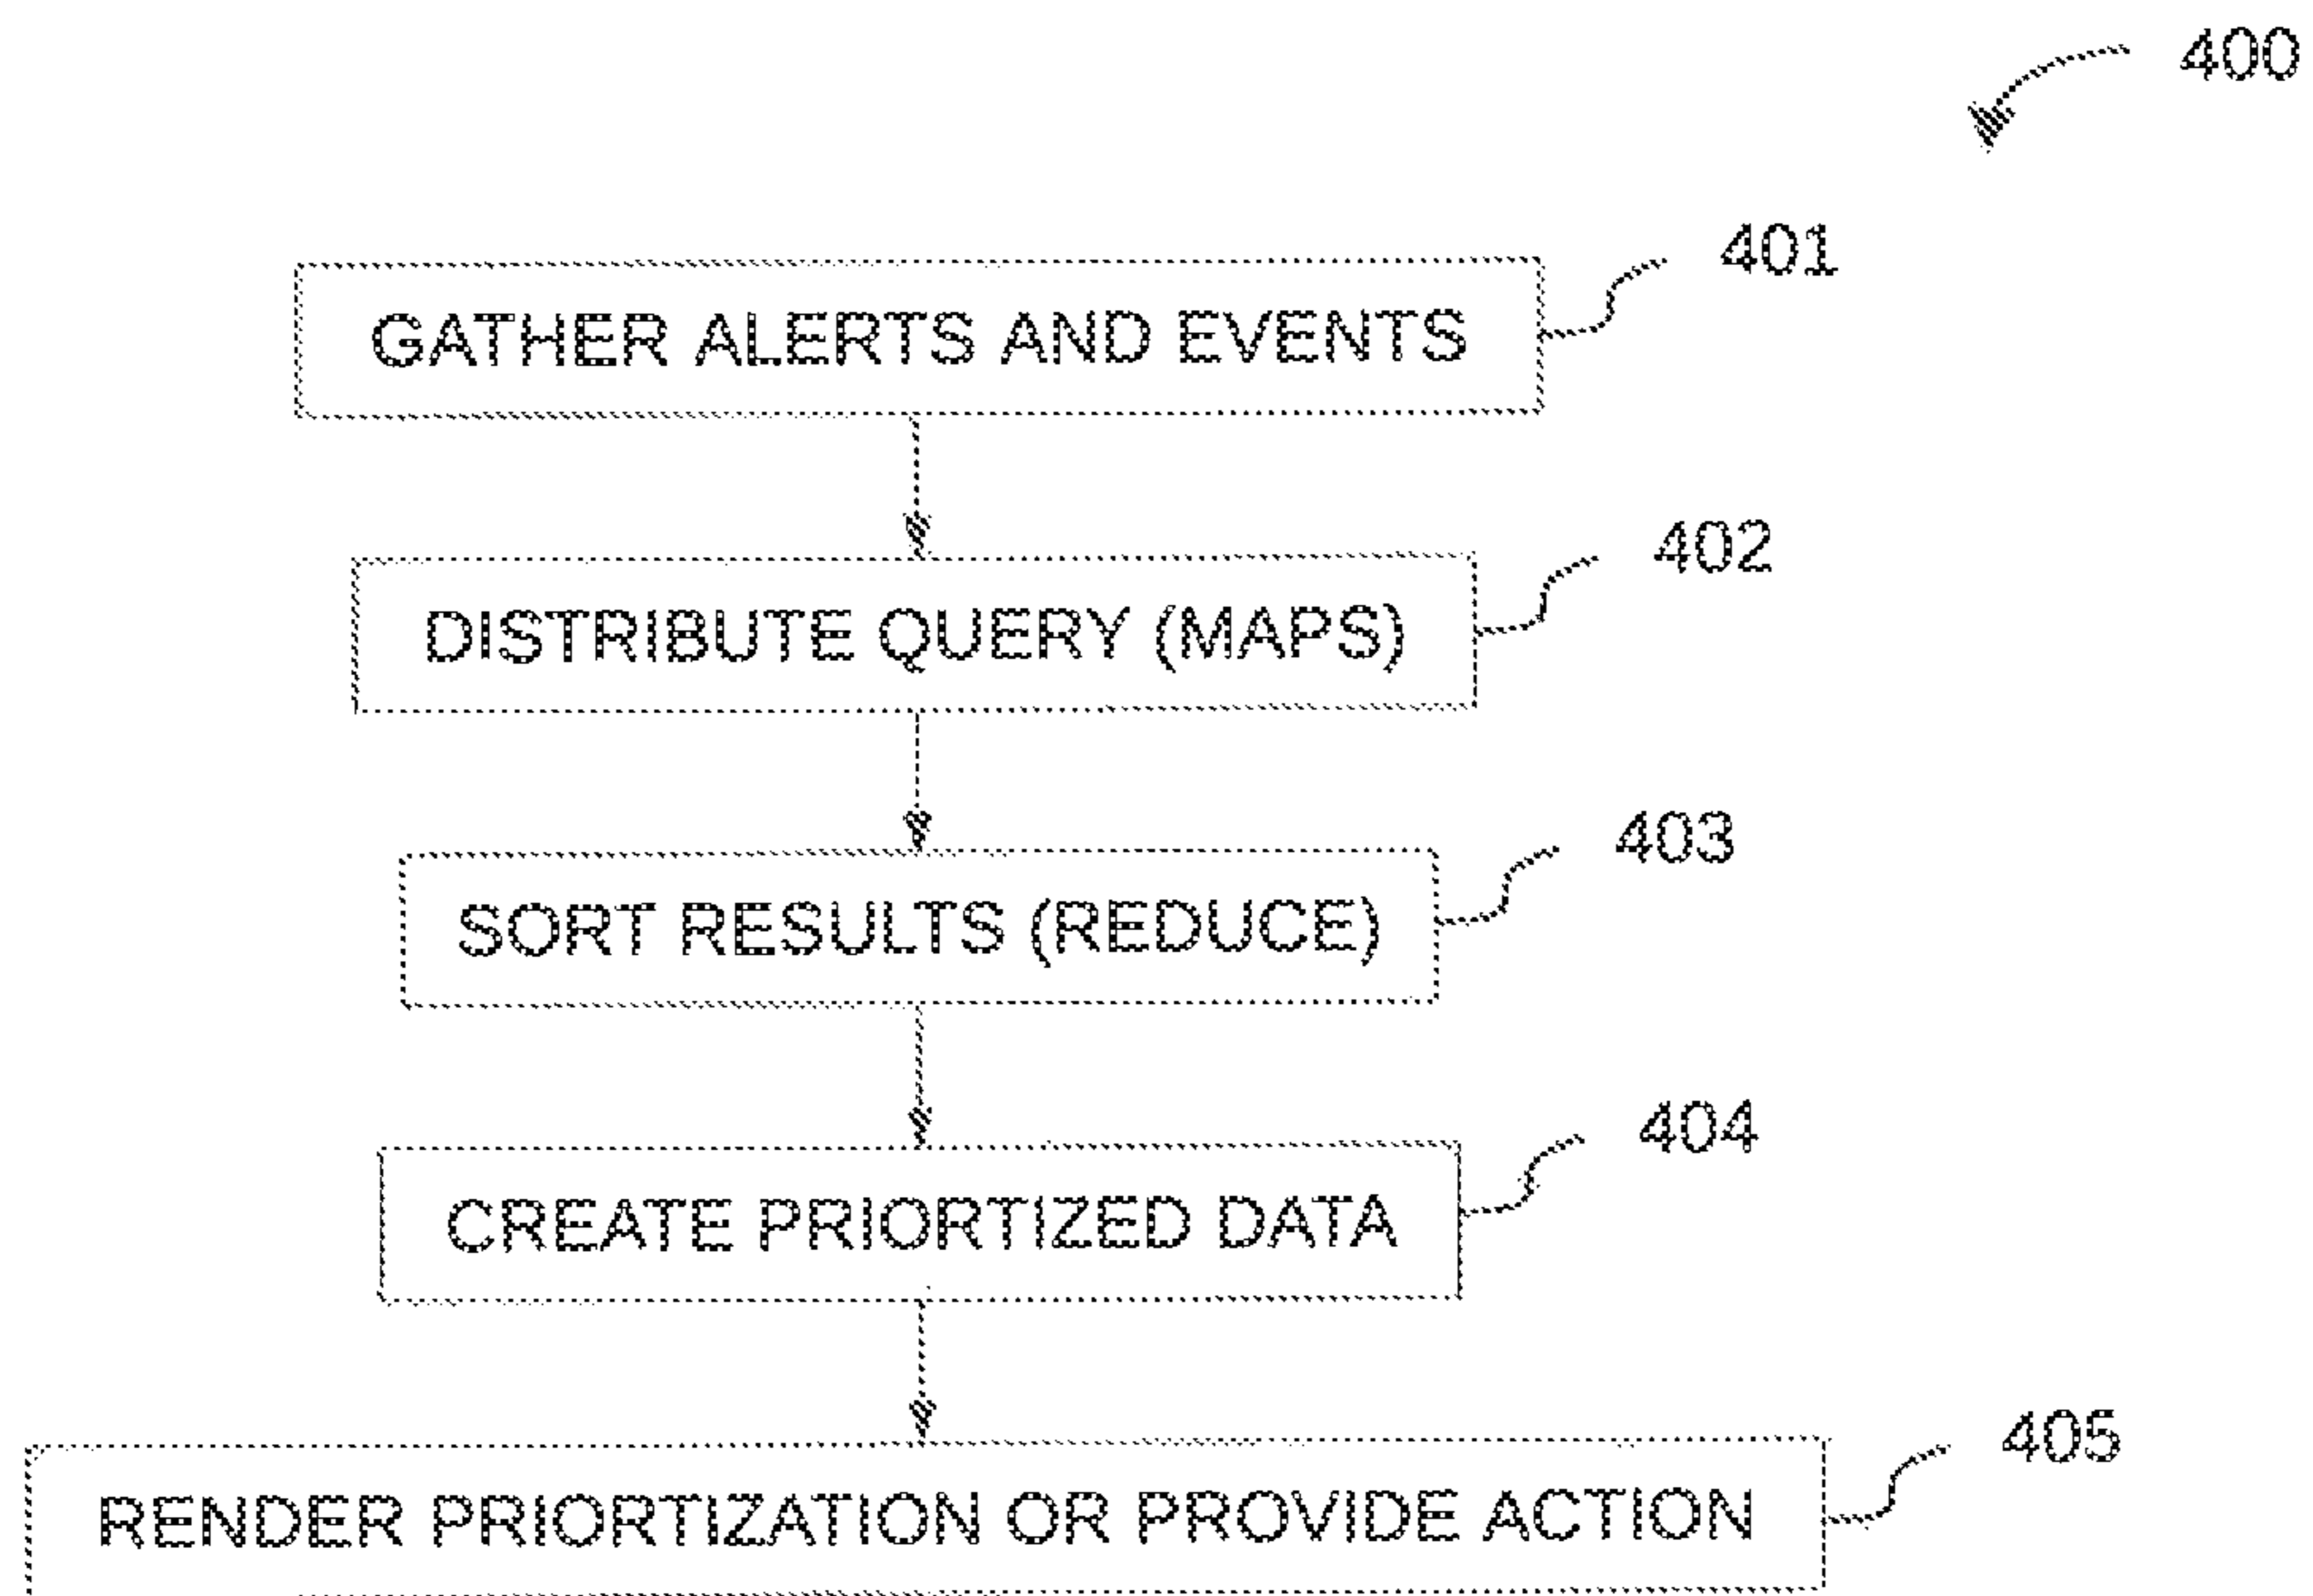 400
401
GATHER ALERTS AND EVENTS
402
DISTRIBUTE QUERY (MAPS)
403
SORT RESULTS (REDUCE)
404
CREATE PRIORTIZED DATA
405
RENDER PRIORTIZATION OR PROVIDE ACTION